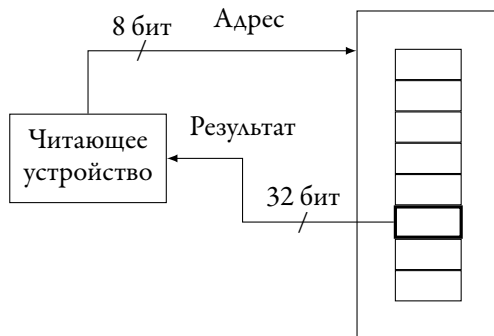 8 бит
Адрес
Читающее
устройство
Результат
32 бит